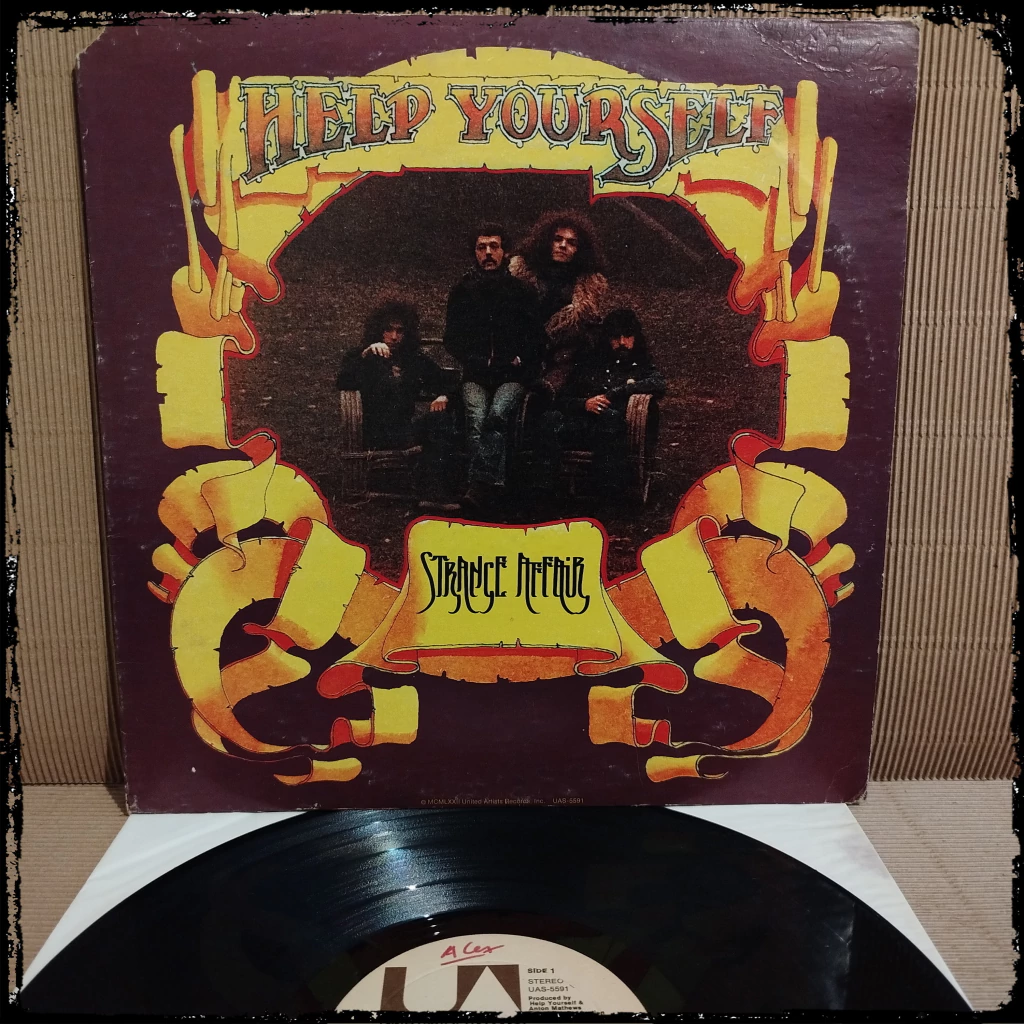 HELP YOURSELF
STRANGE AFFAIR
© MCMLXXII United Artists Records, Inc. UAS-5591
Alex
UA
SIDE 1
STEREO
UAS-5591
Produced by
Help Yourself &
Anton Mathews